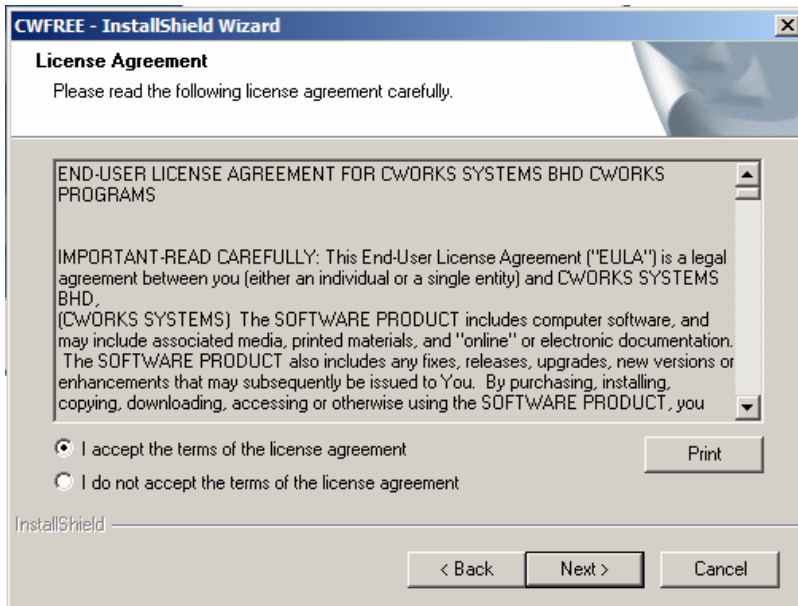 CWFREE - InstallShield Wizard
License Agreement
Please read the following license agreement carefully.
END-USER LICENSE AGREEMENT FOR CWORKS SYSTEMS BHD CWORKS
PROGRAMS
IMPORTANT-READ CAREFULLY: This End-User License Agreement ("EULA") is a legal
agreement between you (either an individual or a single entity) and CWORKS SYSTEMS
BHD,
(CWORKS SYSTEMS)  The SOFTWARE PRODUCT includes computer software, and
may include associated media, printed materials, and "online" or electronic documentation.
The SOFTWARE PRODUCT also includes any fixes, releases, upgrades, new versions or
enhancements that may subsequently be issued to You.  By purchasing, installing,
copying, downloading, accessing or otherwise using the SOFTWARE PRODUCT, you
I accept the terms of the license agreement
Print
I do not accept the terms of the license agreement
InstallShield
< Back
Next >
Cancel